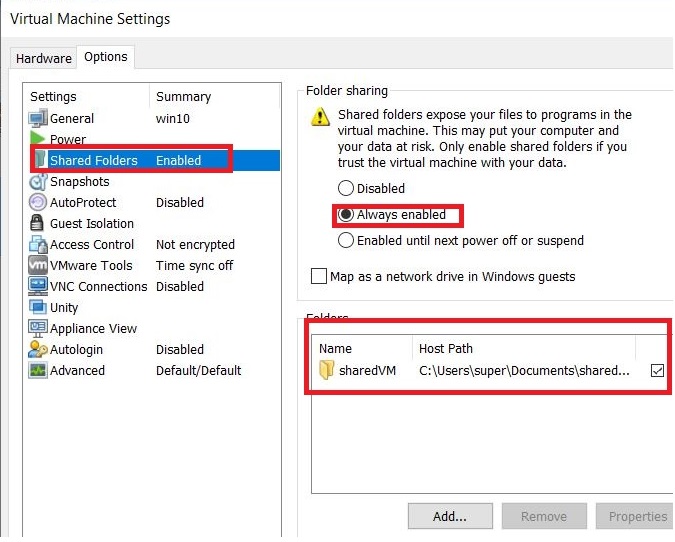 Virtual Machine Settings
Hardware Options
Settings Summary
General win10
Power
Shared Folders Enabled
Snapshots
AutoProtect Disabled
Guest Isolation
Access Control Not encrypted
VMware Tools Time sync off
VNC Connections Disabled
Unity
Appliance View
Autologin Disabled
Advanced Default/Default
Folder sharing
Shared folders expose your files to programs in the
virtual machine. This may put your computer and
your data at risk. Only enable shared folders if you
trust the virtual machine with your data.
Disabled
Always enabled
Enabled until next power off or suspend
Map as a network drive in Windows guests
Folders
Name Host Path
sharedVM C:\Users\super\Documents\shared...
Add... Remove Properties